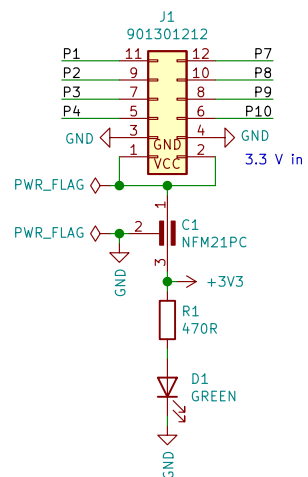 J1
901301212
P1 11 12 P7
P2 9 10 P8
P3 7 8 P9
P4 5 6 P10
GND 3 4 GND
GND
1 2 3.3 V in
VCC
PWR_FLAG
1
PWR_FLAG 2 C1
NFM21PC
GND
3
+3V3
R1
470R
D1
GREEN
GND